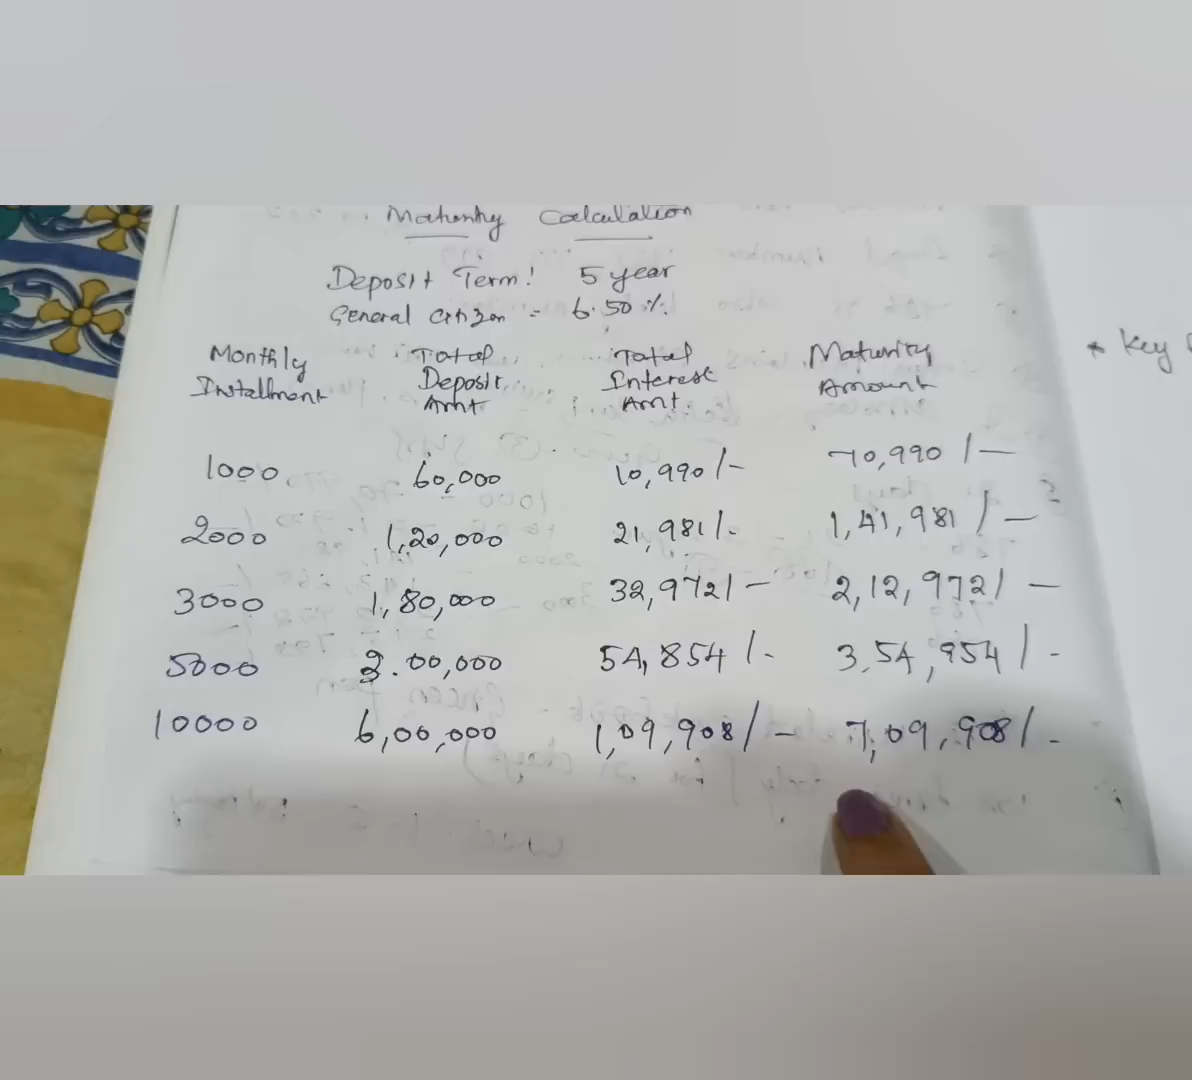 Maturity Calculation
Deposit Term: 5 year
General Citizen - 6.50 %
Monthly Installment Total Deposit Amt Total Interest Amt. Maturity Amount
* Key
1000 60,000 10,990/- 70,990/-
2000 1,20,000 21,981/- 1,41,981/-
3000 1,80,000 32,972/- 2,12,972/-
5000 3.00,000 54,854/- 3,54,954/-
10000 6,00,000 1,09,908/- 7,09,908/-